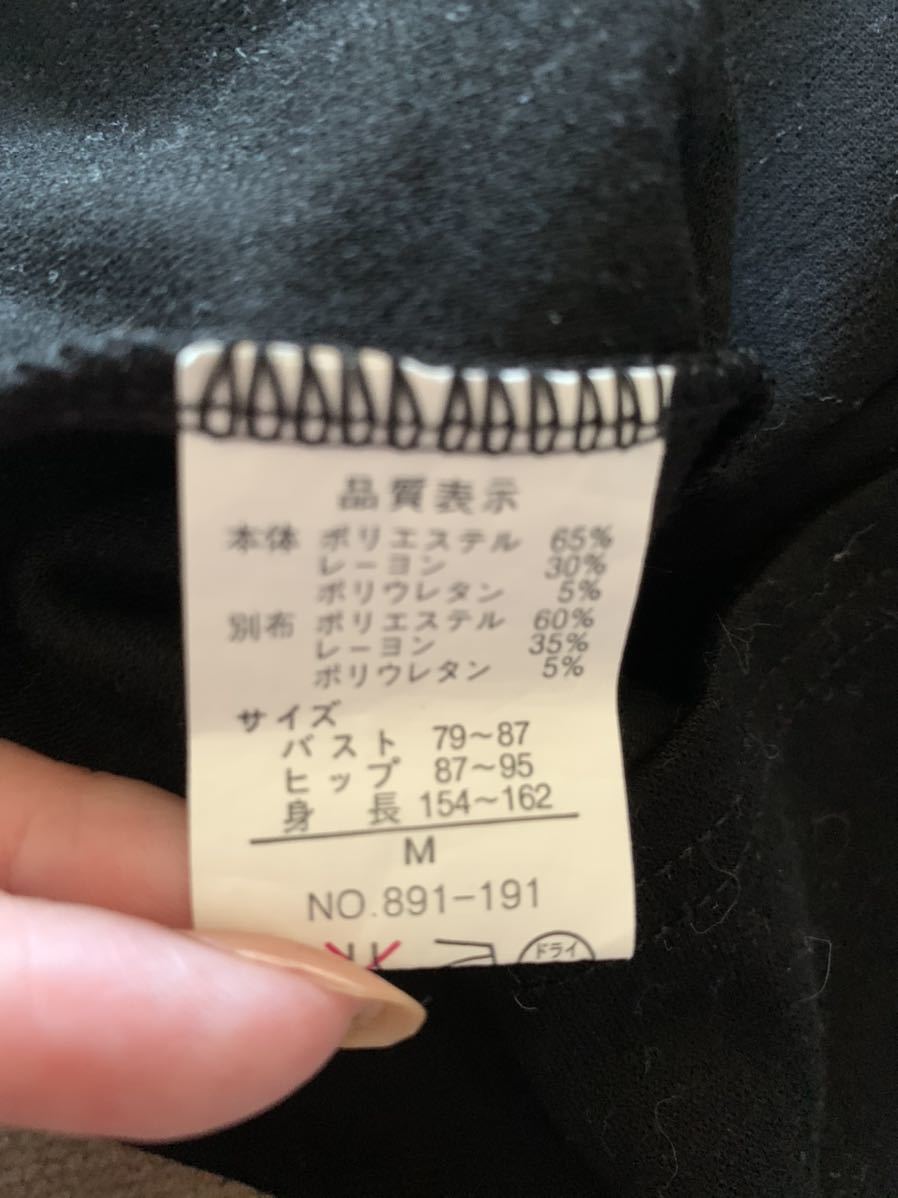 品質表示
本体 ポリエステル 65%
レーヨン 30%
ポリウレタン 5%
別布 ポリエステル 60%
レーヨン 35%
ポリウレタン 5%
サイズ
バスト 79~87
ヒップ 87~95
身長 154~162
M
NO.891-191
ドライ